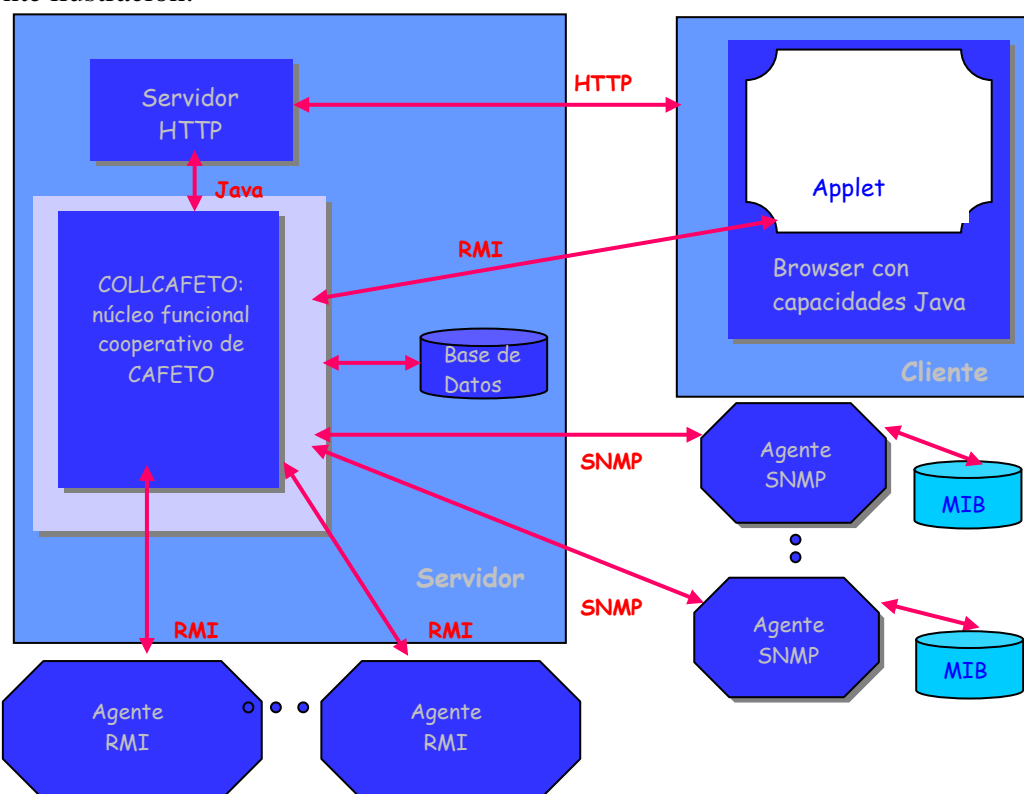 Servidor
HTTP
HTTP
Java
Applet
RMI
COLLCAFETO:
núcleo funcional
cooperativo de
CAFETO
Browser con
capacidades Java
Base de
Datos
Cliente
SNMP
Agente
SNMP
MIB
Servidor
SNMP
Agente
SNMP
MIB
RMI
RMI
Agente
RMI
Agente
RMI